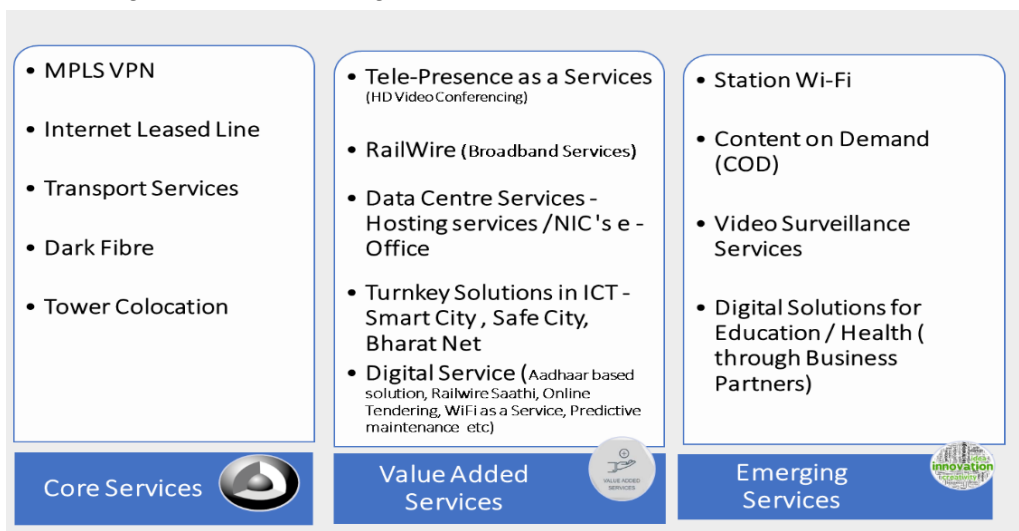 • MPLS VPN
• Internet Leased Line
• Transport Services
• Dark Fibre
• Tower Colocation
Core Services
• Tele-Presence as a Services
(HD Video Conferencing)
• RailWire (Broadband Services)
• Data Centre Services -
Hosting services /NIC's e -
Office
• Turnkey Solutions in ICT -
Smart City , Safe City,
Bharat Net
• Digital Service (Aadhaar based
solution, Railwire Saathi, Online
Tendering, WiFi as a Service, Predictive
maintenance etc)
Value Added
Services
VALUE ADDED
SERVICES
• Station Wi-Fi
• Content on Demand
(COD)
• Video Surveillance
Services
• Digital Solutions for
Education / Health (
through Business
Partners)
Emerging
Services
innovation
creativity